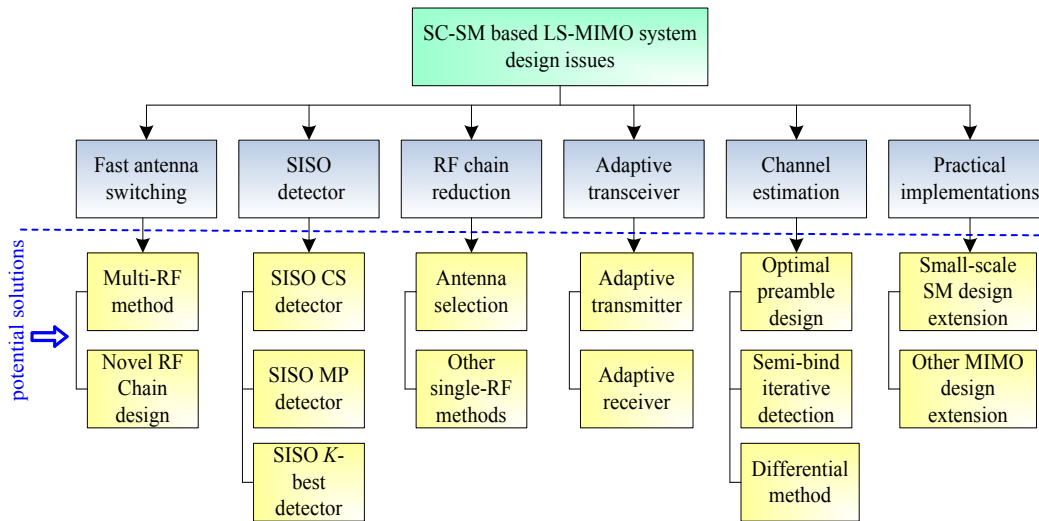 SC-SM based LS-MIMO system
design issues
Fast antenna
switching
SISO
detector
RF chain
reduction
Adaptive
transceiver
Channel
estimation
Practical
implementations
potential solutions
Multi-RF
method
Novel RF
Chain
design
SISO CS
detector
SISO MP
detector
SISO K-
best
detector
Antenna
selection
Other
single-RF
methods
Adaptive
transmitter
Adaptive
receiver
Optimal
preamble
design
Semi-bind
iterative
detection
Differential
method
Small-scale
SM design
extension
Other MIMO
design
extension